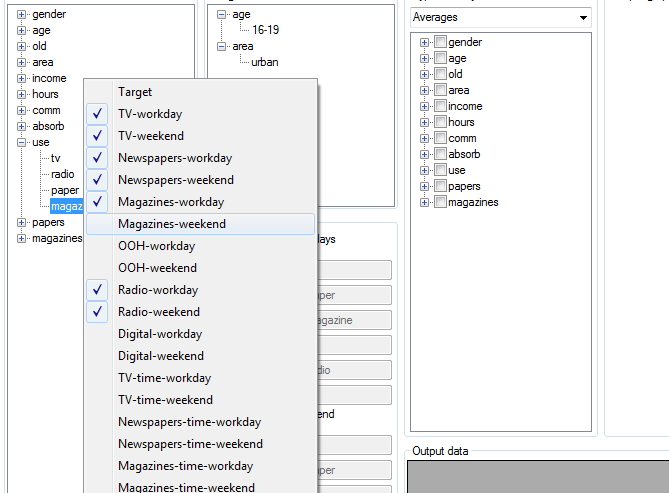 gender
age
old
area
income
hours
comm
absorb
use
tv
radio
paper
magaz
papers
magazines
Target
TV-workday
TV-weekend
Newspapers-workday
Newspapers-weekend
Magazines-workday
Magazines-weekend
OOH-workday
OOH-weekend
Radio-workday
Radio-weekend
Digital-workday
Digital-weekend
TV-time-workday
TV-time-weekend
Newspapers-time-workday
Newspapers-time-weekend
Magazines-time-workday
Magazines-time-weekend
age
16-19
area
urban
lays
per
agazine
dio
end
per
Averages
gender
age
old
area
income
hours
comm
absorb
use
papers
magazines
Output data